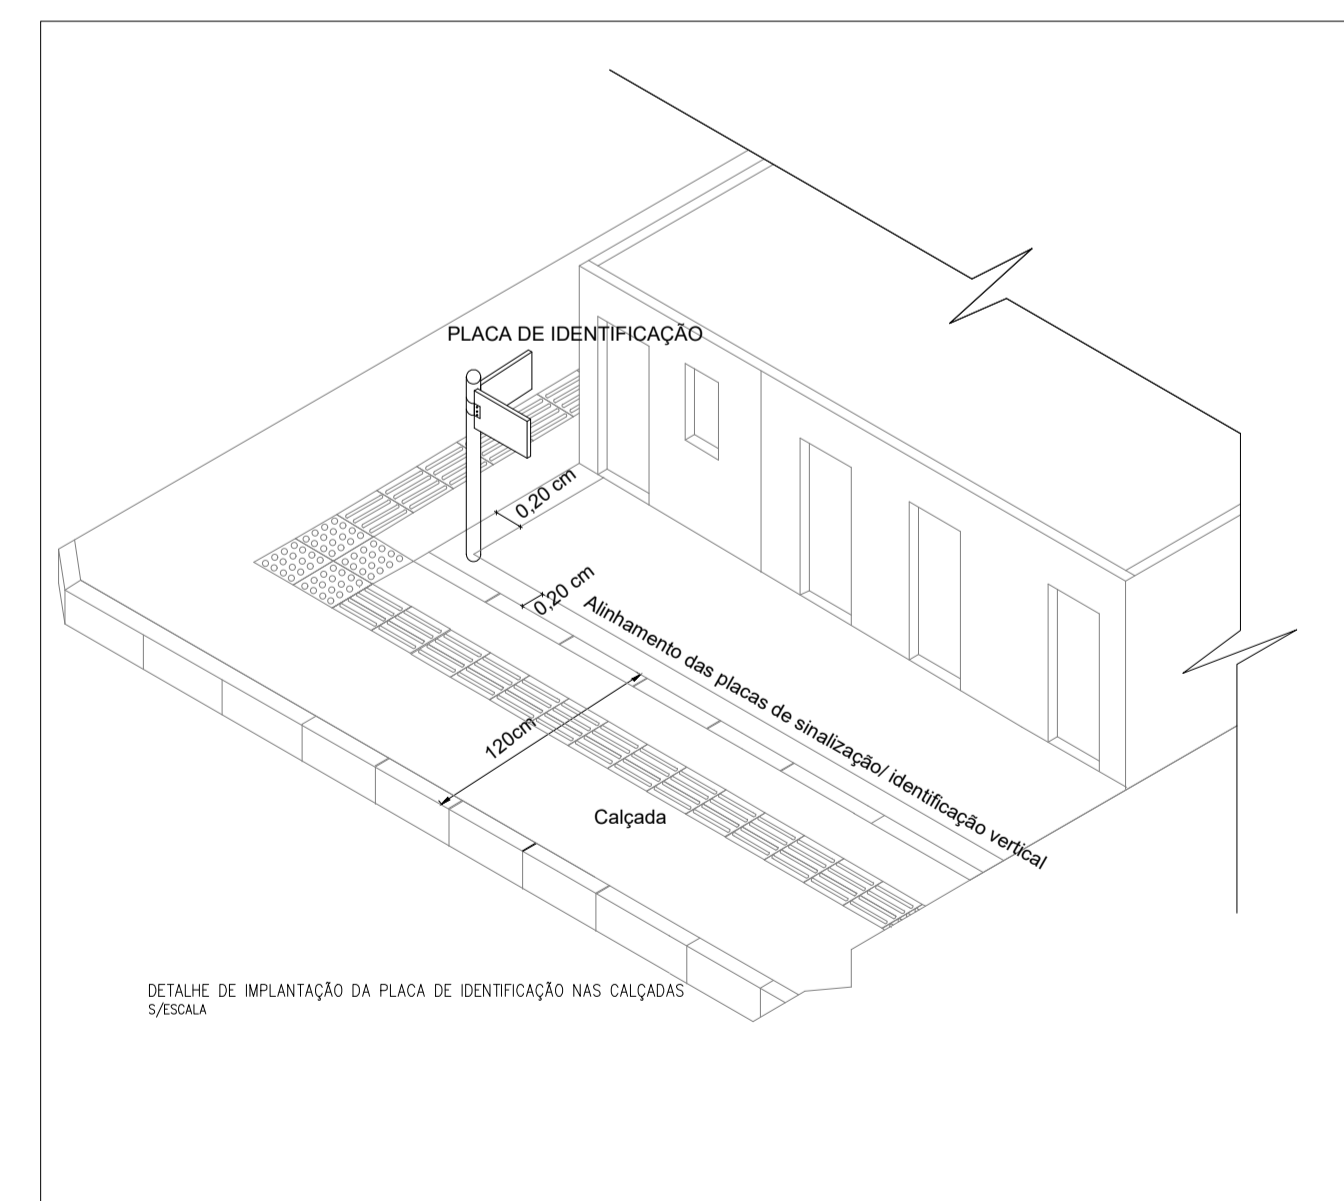 PLACA DE IDENTIFICAÇÃO
0,20 cm
0,20 cm
Alinhamento das placas de sinalização/ identificação vertical
120cm
Calçada
DETALHE DE IMPLANTAÇÃO DA PLACA DE IDENTIFICAÇÃO NAS CALÇADAS
S/ESCALA